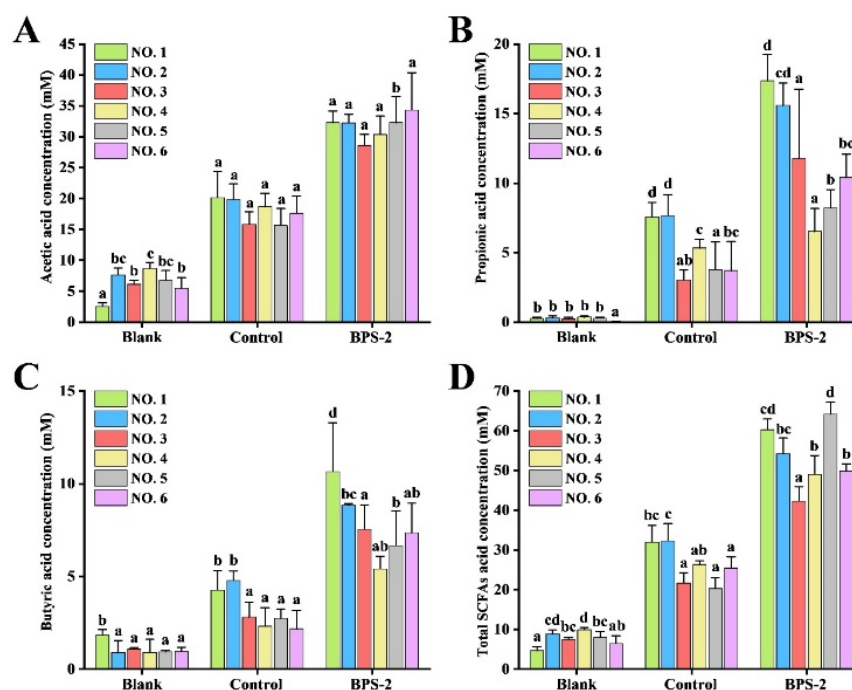 A
Acetic acid concentration (mM)
45
40
35
30
25
20
15
10
5
0
NO. 1
NO. 2
NO. 3
NO. 4
NO. 5
NO. 6
a bc b c bc b
a a a a a a
a a a a b a
Blank Control BPS-2
B
Propionic acid concentration (mM)
20
15
10
5
0
NO. 1
NO. 2
NO. 3
NO. 4
NO. 5
NO. 6
b b b b b a
d d ab c a bc
d cd a a b bc
Blank Control BPS-2
C
Butyric acid concentration (mM)
15
10
5
0
NO. 1
NO. 2
NO. 3
NO. 4
NO. 5
NO. 6
b a a a a a
b b a a a a
d bc a ab b ab
Blank Control BPS-2
D
Total SCFAs acid concentration (mM)
70
60
50
40
30
20
10
0
NO. 1
NO. 2
NO. 3
NO. 4
NO. 5
NO. 6
a cd bc d bc ab
bc c a ab a b
cd bc a b d b
Blank Control BPS-2